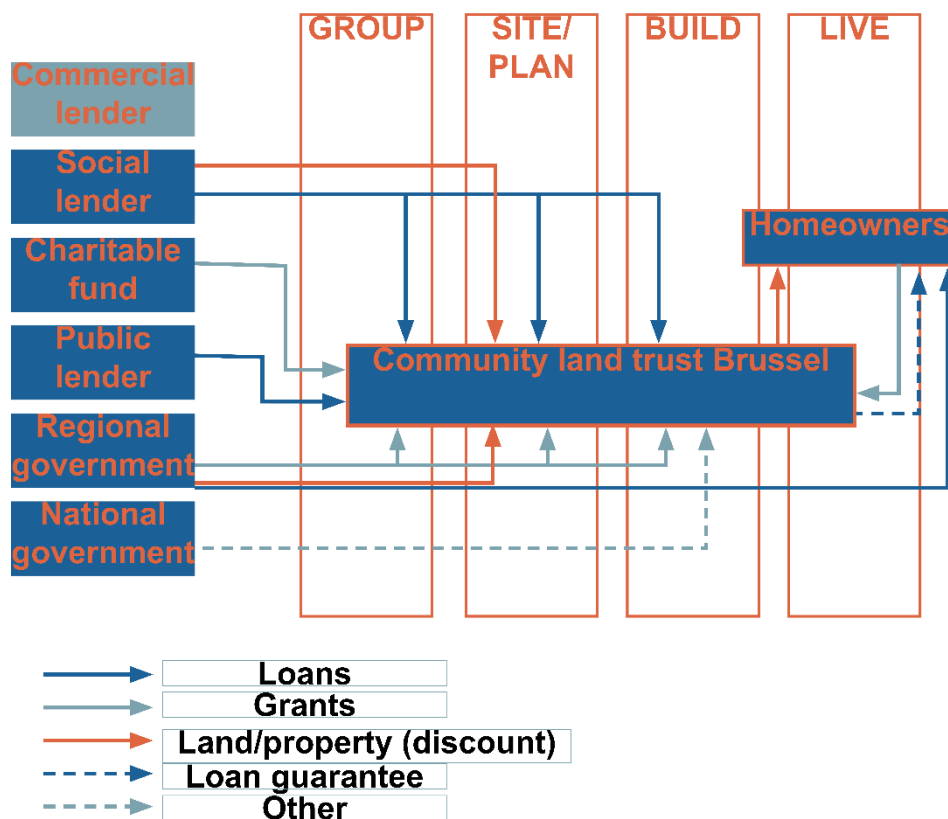 GROUP
SITE/
PLAN
BUILD
LIVE
Commercial
lender
Social
lender
Charitable
fund
Public
lender
Regional
government
National
government
Homeowners
Community land trust Brussel
Loans
Grants
Land/property (discount)
Loan guarantee
Other